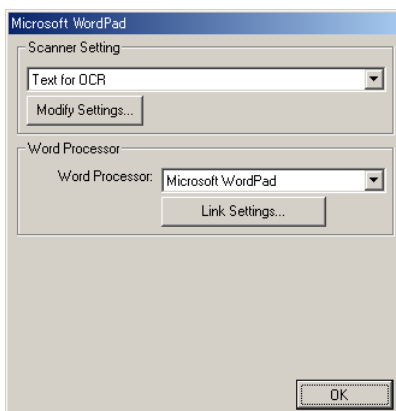 Microsoft WordPad
Scanner Setting
Text for OCR
Modify Settings...
Word Processor
Word Processor: Microsoft WordPad
Link Settings...
OK